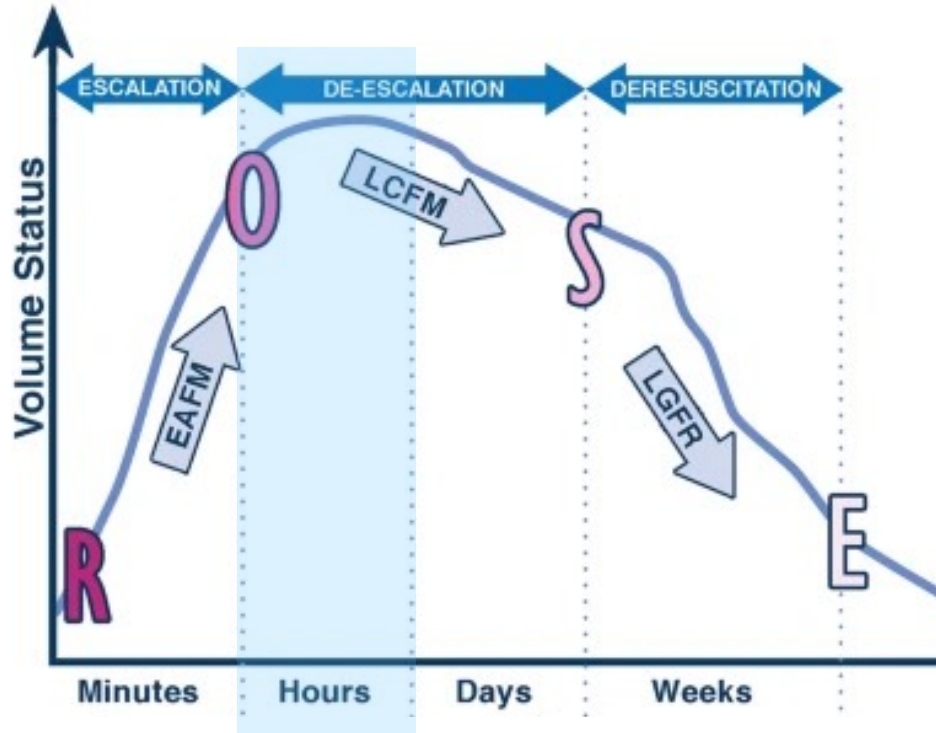 ESCALATION
DE-ESCALATION
DERESUSCITATION
Volume Status
R
O
S
E
EAFM
LCFM
LGFR
Minutes
Hours
Days
Weeks